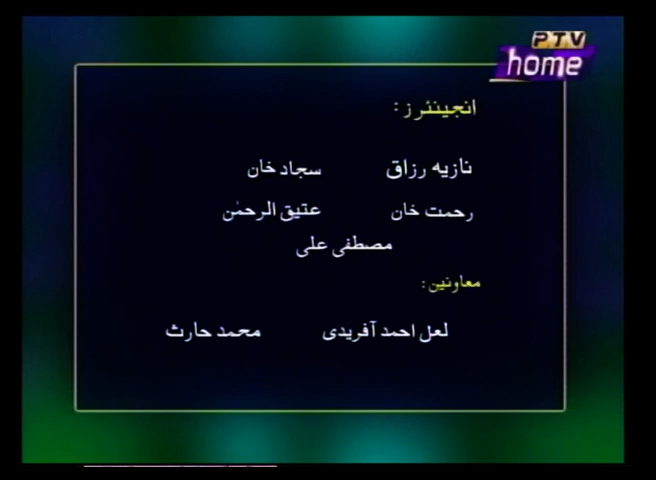 PTV
home
انجینئرز:
نازیہ رزاق سجاد خان
رحمت خان عتیق الرحمٰن
مصطفی علی
معاونین:
لعل احمد آفریدی محمد حارث